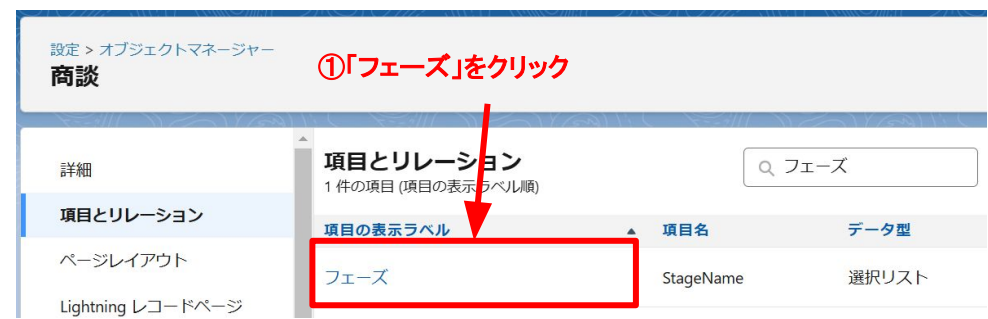 設定 > オブジェクトマネージャー
商談
①「フェーズ」をクリック
詳細
項目とリレーション
ページレイアウト
Lightning レコードページ
項目とリレーション
1 件の項目 (項目の表示ラベル順)
フェーズ
項目の表示ラベル ▲ 項目名 データ型
フェーズ StageName 選択リスト